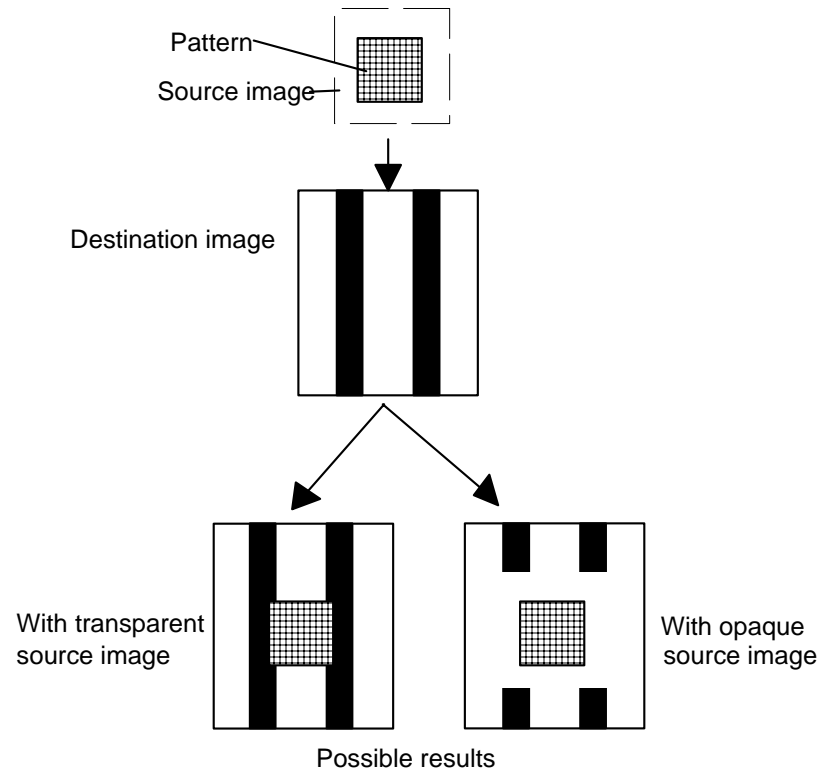 Pattern
Source image
Destination image
With transparent
source image
With opaque
source image
Possible results